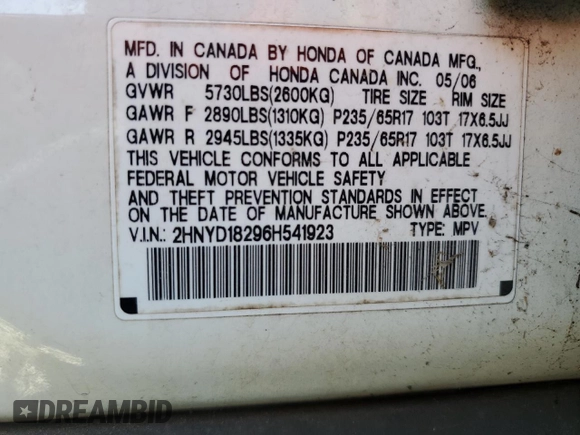 MFD. IN CANADA BY HONDA OF CANADA MFG.,
A DIVISION OF HONDA CANADA INC. 05/06
GVWR 5730LBS(2600KG) TIRE SIZE RIM SIZE
GAWR F 2890LBS(1310KG) P235/65R17 103T 17X6.5JJ
GAWR R 2945LBS(1335KG) P235/65R17 103T 17X6.5JJ
THIS VEHICLE CONFORMS TO ALL APPLICABLE
FEDERAL MOTOR VEHICLE SAFETY
AND THEFT PREVENTION STANDARDS IN EFFECT
ON THE DATE OF MANUFACTURE SHOWN ABOVE.
V.I.N.: 2HNYD18296H541923 TYPE: MPV
DREAMBID